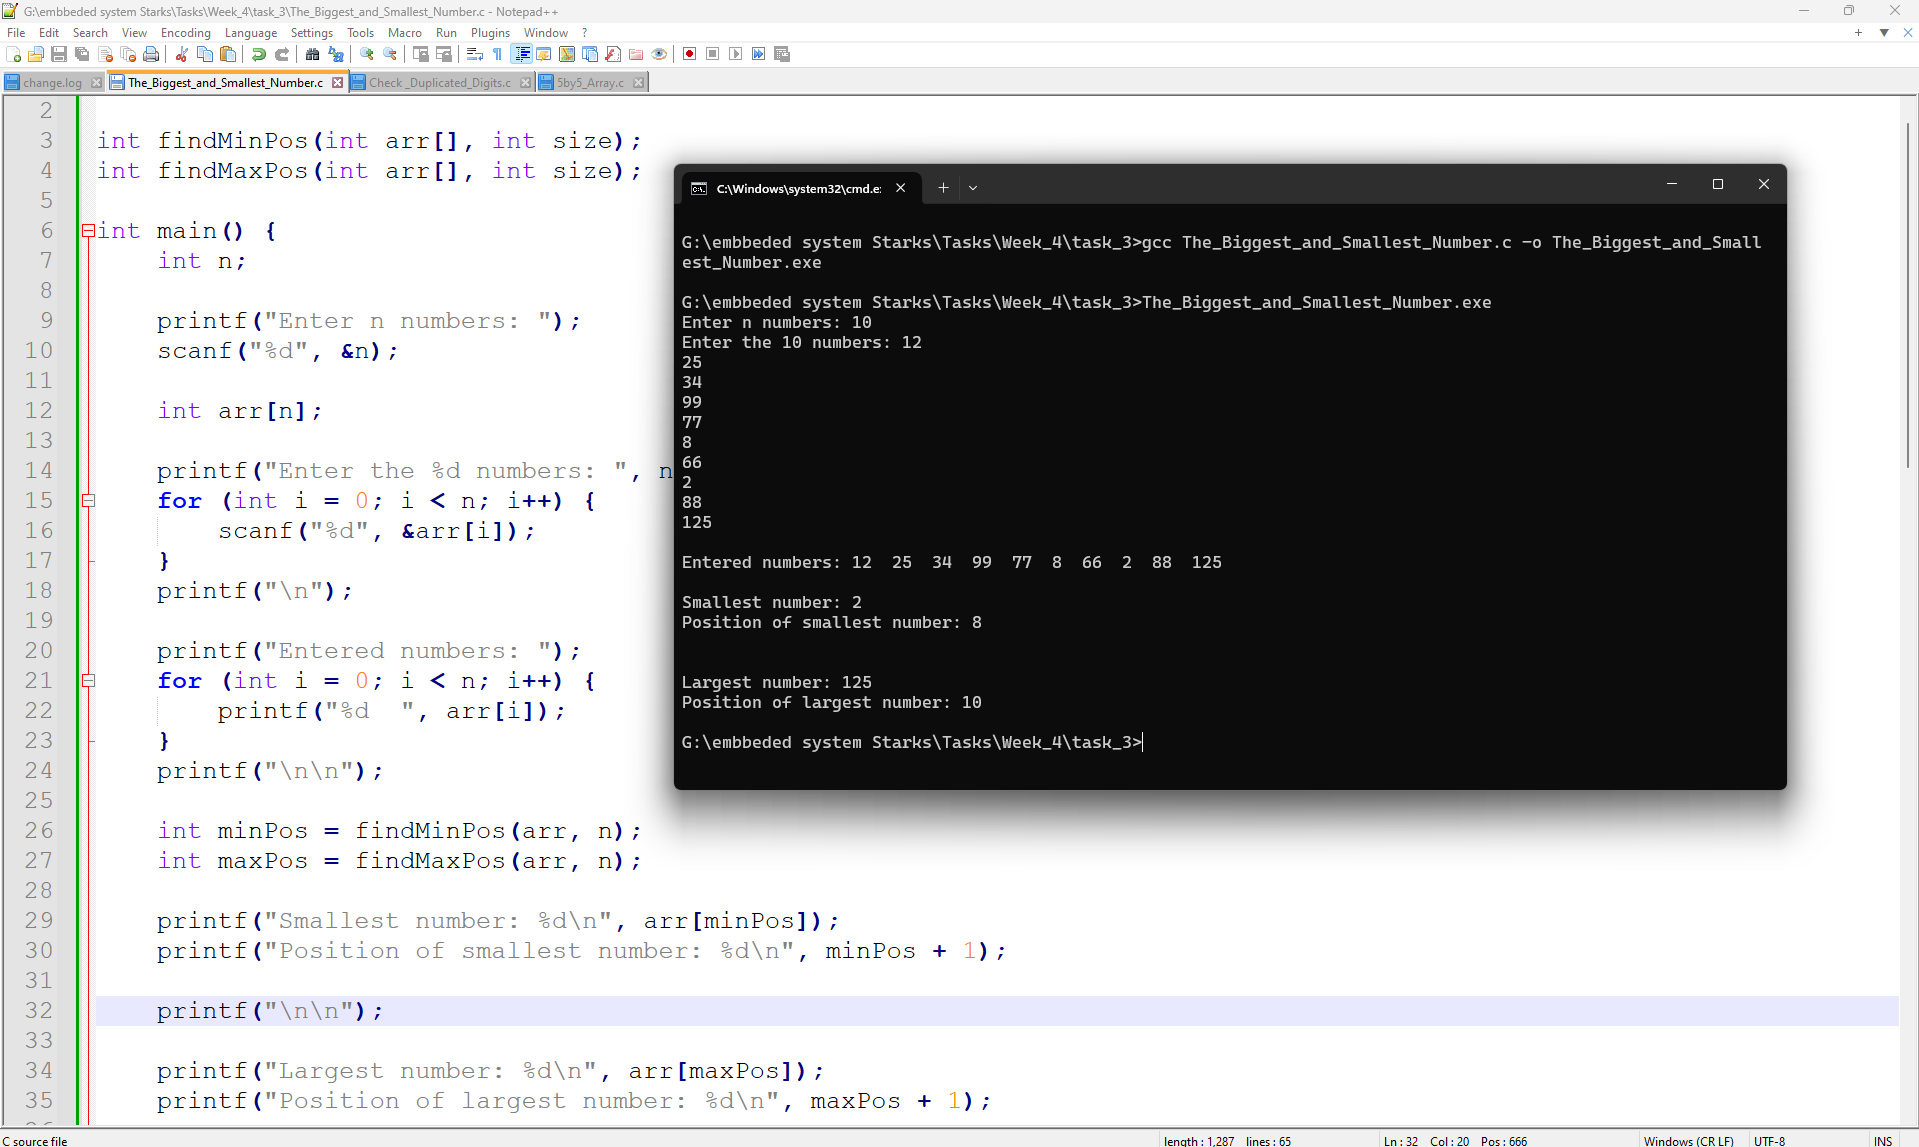 G:\embbeded system Starks\Tasks\Week_4\task_3\The_Biggest_and_Smallest_Number.c - Notepad++
File Edit Search View Encoding Language Settings Tools Macro Run Plugins Window ?
change.log
The_Biggest_and_Smallest_Number.c
Check _Duplicated_Digits.c
5by5_Array.c
2
3 int findMinPos(int arr[], int size);
4 int findMaxPos(int arr[], int size);
5
6 int main() {
7 int n;
8
9 printf("Enter n numbers: ");
10 scanf("%d", &n);
11
12 int arr[n];
13
14 printf("Enter the %d numbers: ", n
15 for (int i = 0; i < n; i++) {
16 scanf("%d", &arr[i]);
17 }
18 printf("\n");
19
20 printf("Entered numbers: ");
21 for (int i = 0; i < n; i++) {
22 printf("%d  ", arr[i]);
23 }
24 printf("\n\n");
25
26 int minPos = findMinPos(arr, n);
27 int maxPos = findMaxPos(arr, n);
28
29 printf("Smallest number: %d\n", arr[minPos]);
30 printf("Position of smallest number: %d\n", minPos + 1);
31
32 printf("\n\n");
33
34 printf("Largest number: %d\n", arr[maxPos]);
35 printf("Position of largest number: %d\n", maxPos + 1);
C:\Windows\system32\cmd.e:
G:\embbeded system Starks\Tasks\Week_4\task_3>gcc The_Biggest_and_Smallest_Number.c -o The_Biggest_and_Small
est_Number.exe
G:\embbeded system Starks\Tasks\Week_4\task_3>The_Biggest_and_Smallest_Number.exe
Enter n numbers: 10
Enter the 10 numbers: 12
25
34
99
77
8
66
2
88
125
Entered numbers: 12  25  34  99  77  8  66  2  88  125
Smallest number: 2
Position of smallest number: 8
Largest number: 125
Position of largest number: 10
G:\embbeded system Starks\Tasks\Week_4\task_3>
C source file length : 1,287 lines : 65 Ln : 32 Col : 20 Pos : 666 Windows (CR LF) UTF-8 INS